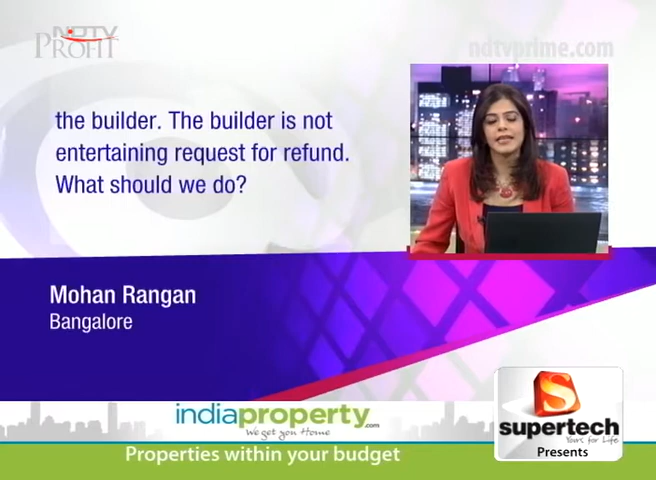 NDTV
PROFIT
ndtvprime.com
the builder. The builder is not
entertaining request for refund.
What should we do?
Mohan Rangan
Bangalore
indiaproperty.com
We get you Home
supertech
Yours for Life
Presents
Properties within your budget